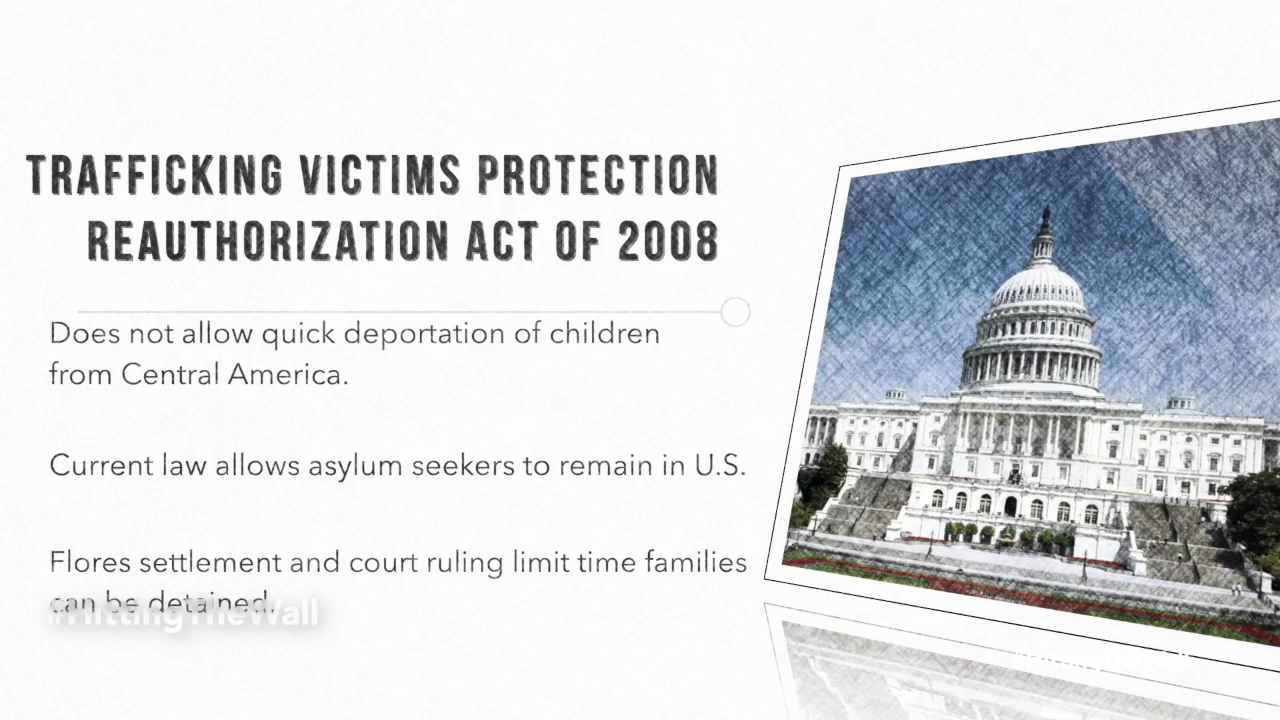 TRAFFICKING VICTIMS PROTECTION
REAUTHORIZATION ACT OF 2008
Does not allow quick deportation of children
from Central America.
Current law allows asylum seekers to remain in U.S.
Flores settlement and court ruling limit time families
can be detained.
#HittingTheWall